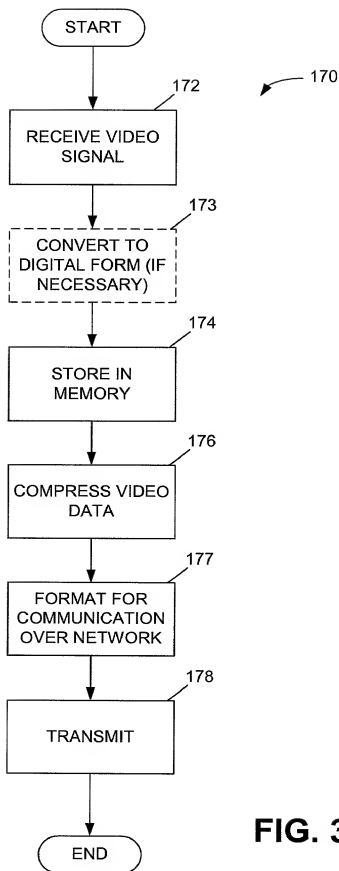 START
172
170
RECEIVE VIDEO
SIGNAL
173
CONVERT TO
DIGITAL FORM (IF
NECESSARY)
174
STORE IN
MEMORY
176
COMPRESS VIDEO
DATA
177
FORMAT FOR
COMMUNICATION
OVER NETWORK
178
TRANSMIT
FIG. 3
END